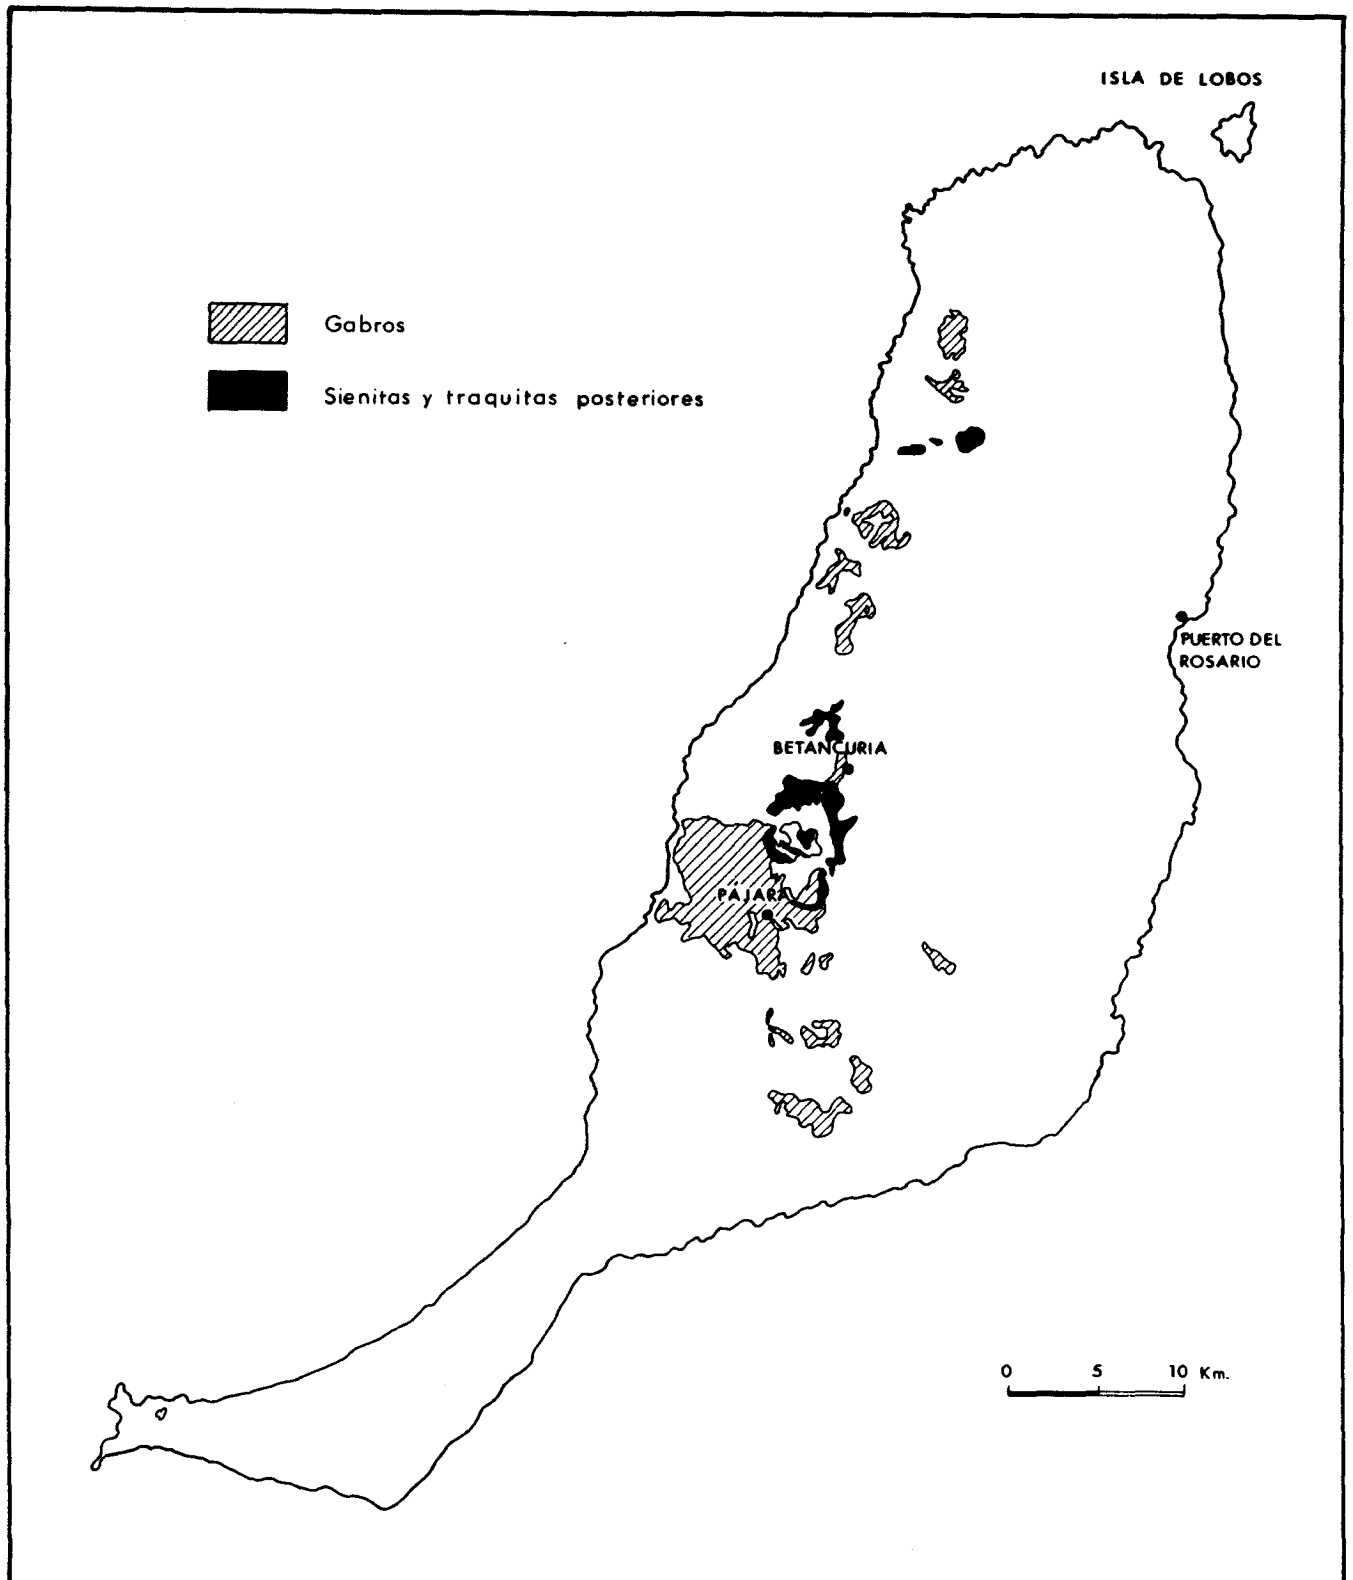 ISLA DE LOBOS
Gabros
Sienitas y traquitas posteriores
PUERTO DEL
ROSARIO
BETANCURIA
PÁJARA
0 5 10 Km.